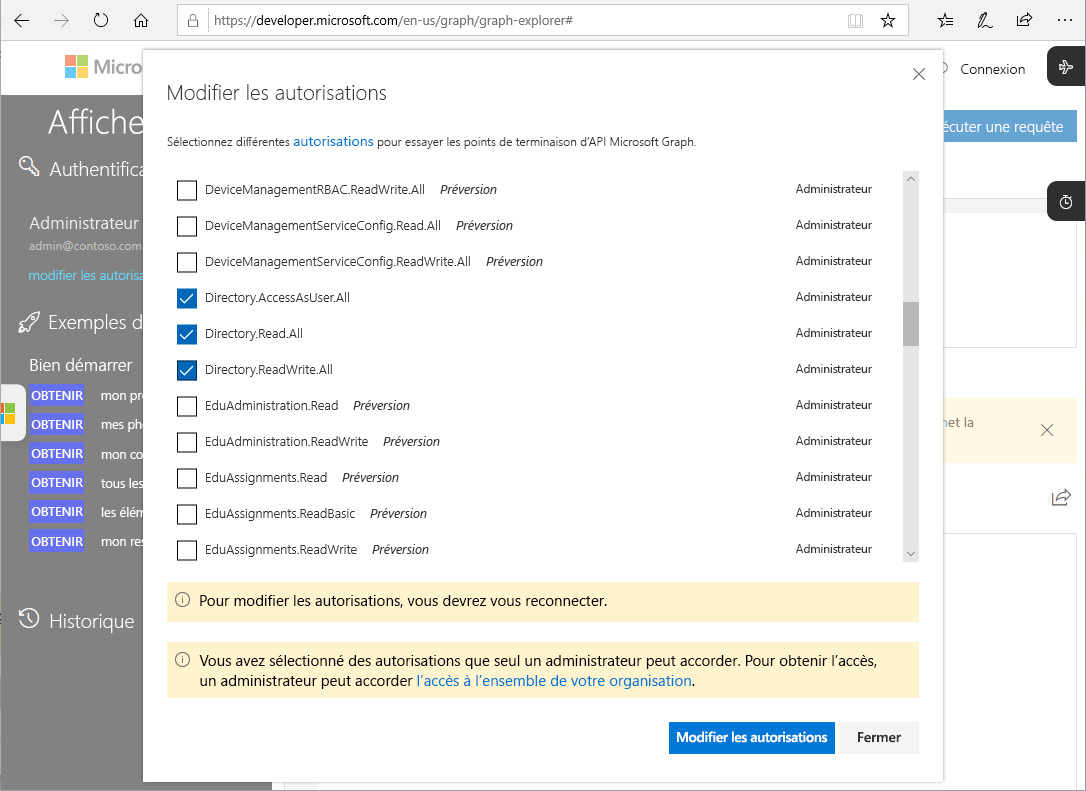 https://developer.microsoft.com/en-us/graph/graph-explorer#
Micro
Connexion
Affiche
écuter une requête
Authentifica
Administrateur
admin@contoso.com
modifier les autorisa
Exemples d
Bien démarrer
OBTENIR mon pr
OBTENIR mes ph
OBTENIR mon co
OBTENIR tous les
OBTENIR les élém
OBTENIR mon res
Historique
net la
Modifier les autorisations
Sélectionnez différentes autorisations pour essayer les points de terminaison d'API Microsoft Graph.
DeviceManagementRBAC.ReadWrite.All Préversion Administrateur
DeviceManagementServiceConfig.Read.All Préversion Administrateur
DeviceManagementServiceConfig.ReadWrite.All Préversion Administrateur
Directory.AccessAsUser.All Administrateur
Directory.Read.All Administrateur
Directory.ReadWrite.All Administrateur
EduAdministration.Read Préversion Administrateur
EduAdministration.ReadWrite Préversion Administrateur
EduAssignments.Read Préversion Administrateur
EduAssignments.ReadBasic Préversion Administrateur
EduAssignments.ReadWrite Préversion Administrateur
Pour modifier les autorisations, vous devrez vous reconnecter.
Vous avez sélectionné des autorisations que seul un administrateur peut accorder. Pour obtenir l'accès,
un administrateur peut accorder l'accès à l'ensemble de votre organisation.
Modifier les autorisations Fermer